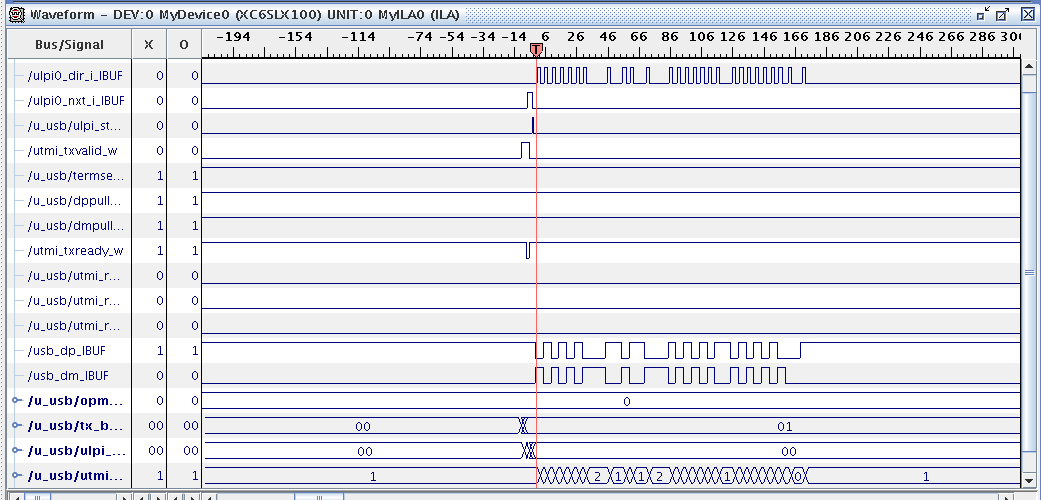 Waveform - DEV:0 MyDevice0 (XC6SLX100) UNIT:0 MyILA0 (ILA)
Bus/Signal X O -194 -154 -114 -74 -54 -34 -14 6 26 46 66 86 106 126 146 166 186 206 226 246 266 286 300
T
/ulpi0_dir_i_IBUF 0 0
/ulpi0_nxt_i_IBUF 0 0
/u_usb/ulpi_st... 0 0
/utmi_txvalid_w 0 0
/u_usb/termse... 1 1
/u_usb/dppull... 1 1
/u_usb/dmpull... 1 1
/utmi_txready_w 1 1
/u_usb/utmi_r... 0 0
/u_usb/utmi_r... 0 0
/u_usb/utmi_r... 0 0
/usb_dp_IBUF 1 1
/usb_dm_IBUF 0 0
/u_usb/opm... 0 0 0
/u_usb/tx_b... 00 00 00 01
/u_usb/ulpi_... 00 00 00 00
/u_usb/utmi... 1 1 1 2 1 1 2 1 0 1